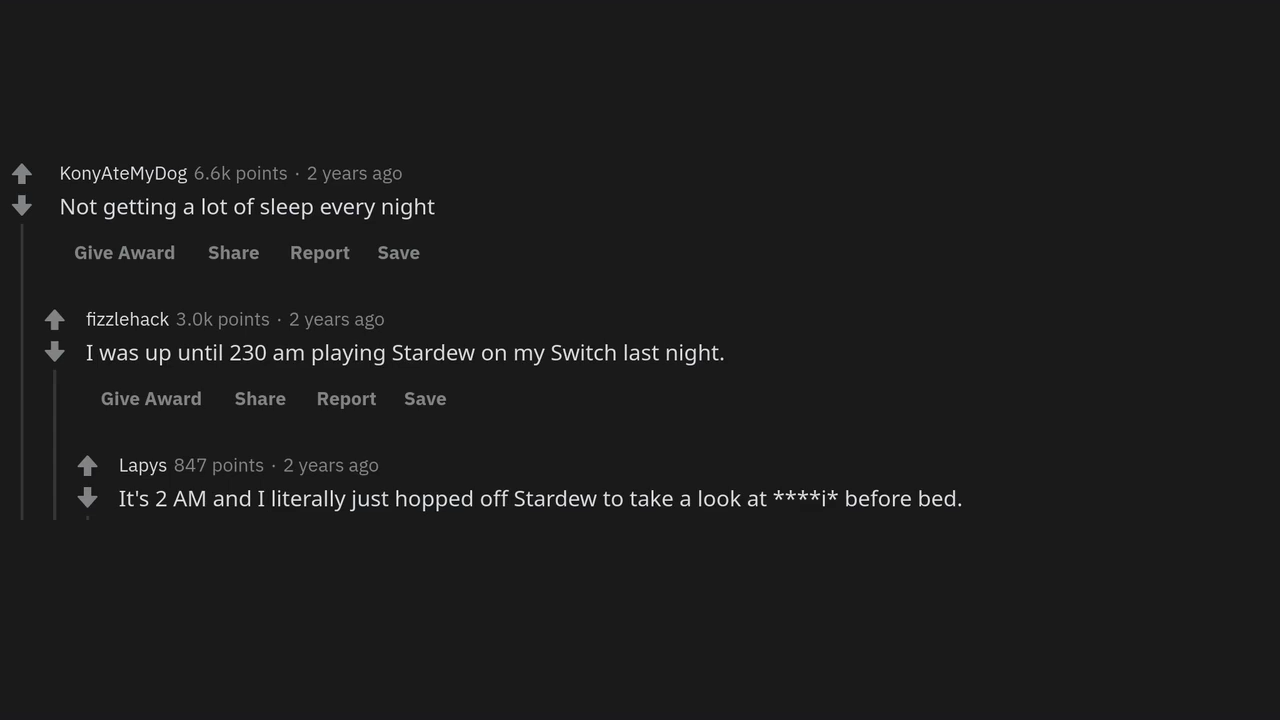 KonyAteMyDog 6.6k points · 2 years ago
Not getting a lot of sleep every night
Give Award Share Report Save
fizzlehack 3.0k points · 2 years ago
I was up until 230 am playing Stardew on my Switch last night.
Give Award Share Report Save
Lapys 847 points · 2 years ago
It's 2 AM and I literally just hopped off Stardew to take a look at ****i* before bed.